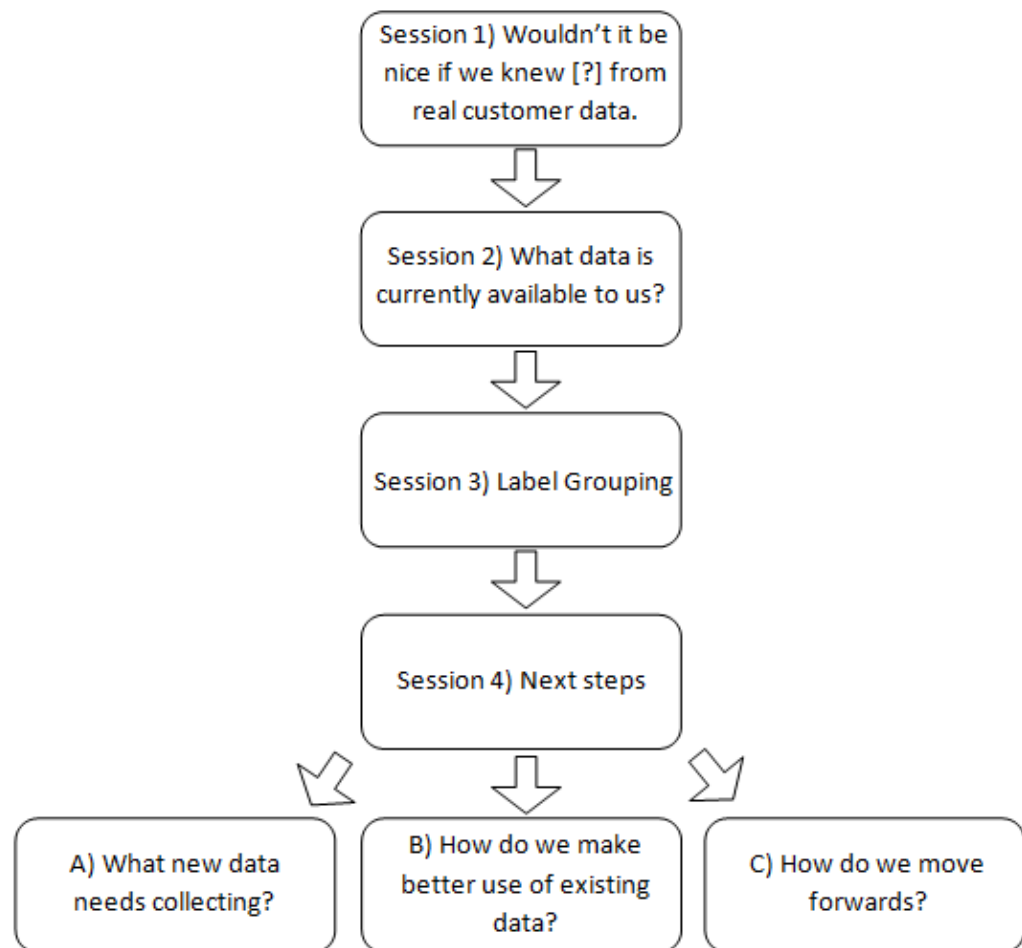 Session 1) Wouldn’t it be
nice if we knew [?] from
real customer data.
Session 2) What data is
currently available to us?
Session 3) Label Grouping
Session 4) Next steps
A) What new data
needs collecting?
B) How do we make
better use of existing
data?
C) How do we move
forwards?